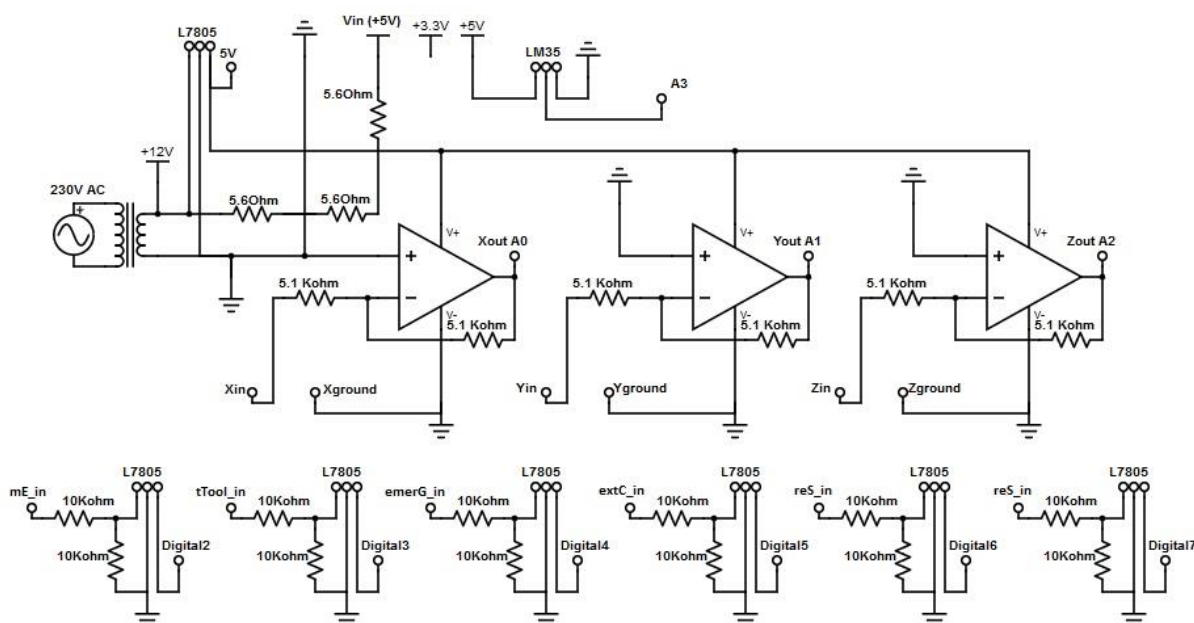 L7805
5V
Vin (+5V)
+3.3V
+5V
LM35
A3
5.6Ohm
+12V
230V AC
5.6Ohm
5.6Ohm
V+
Xout A0
V+
Yout A1
V+
Zout A2
5.1 Kohm
5.1 Kohm
5.1 Kohm
V-
5.1 Kohm
V-
5.1 Kohm
V-
5.1 Kohm
Xin
Xground
Yin
Yground
Zin
Zground
L7805
L7805
L7805
L7805
L7805
L7805
mE_in
10Kohm
tTool_in
10Kohm
emerG_in
10Kohm
extC_in
10Kohm
reS_in
10Kohm
reS_in
10Kohm
10Kohm
Digital2
10Kohm
Digital3
10Kohm
Digital4
10Kohm
Digital5
10Kohm
Digital6
10Kohm
Digital7